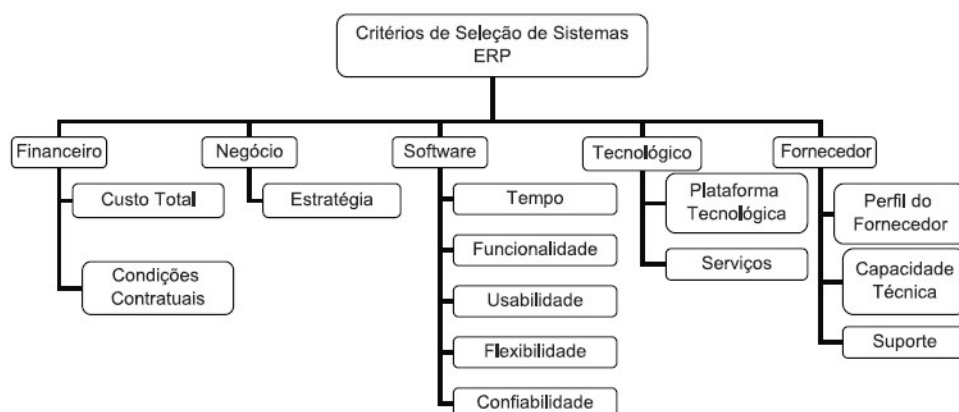 Critérios de Seleção de Sistemas
ERP
Financeiro
Negócio
Software
Tecnológico
Fornecedor
Custo Total
Condições
Contratuais
Estratégia
Tempo
Funcionalidade
Usabilidade
Flexibilidade
Confiabilidade
Plataforma
Tecnológica
Serviços
Perfil do
Fornecedor
Capacidade
Técnica
Suporte